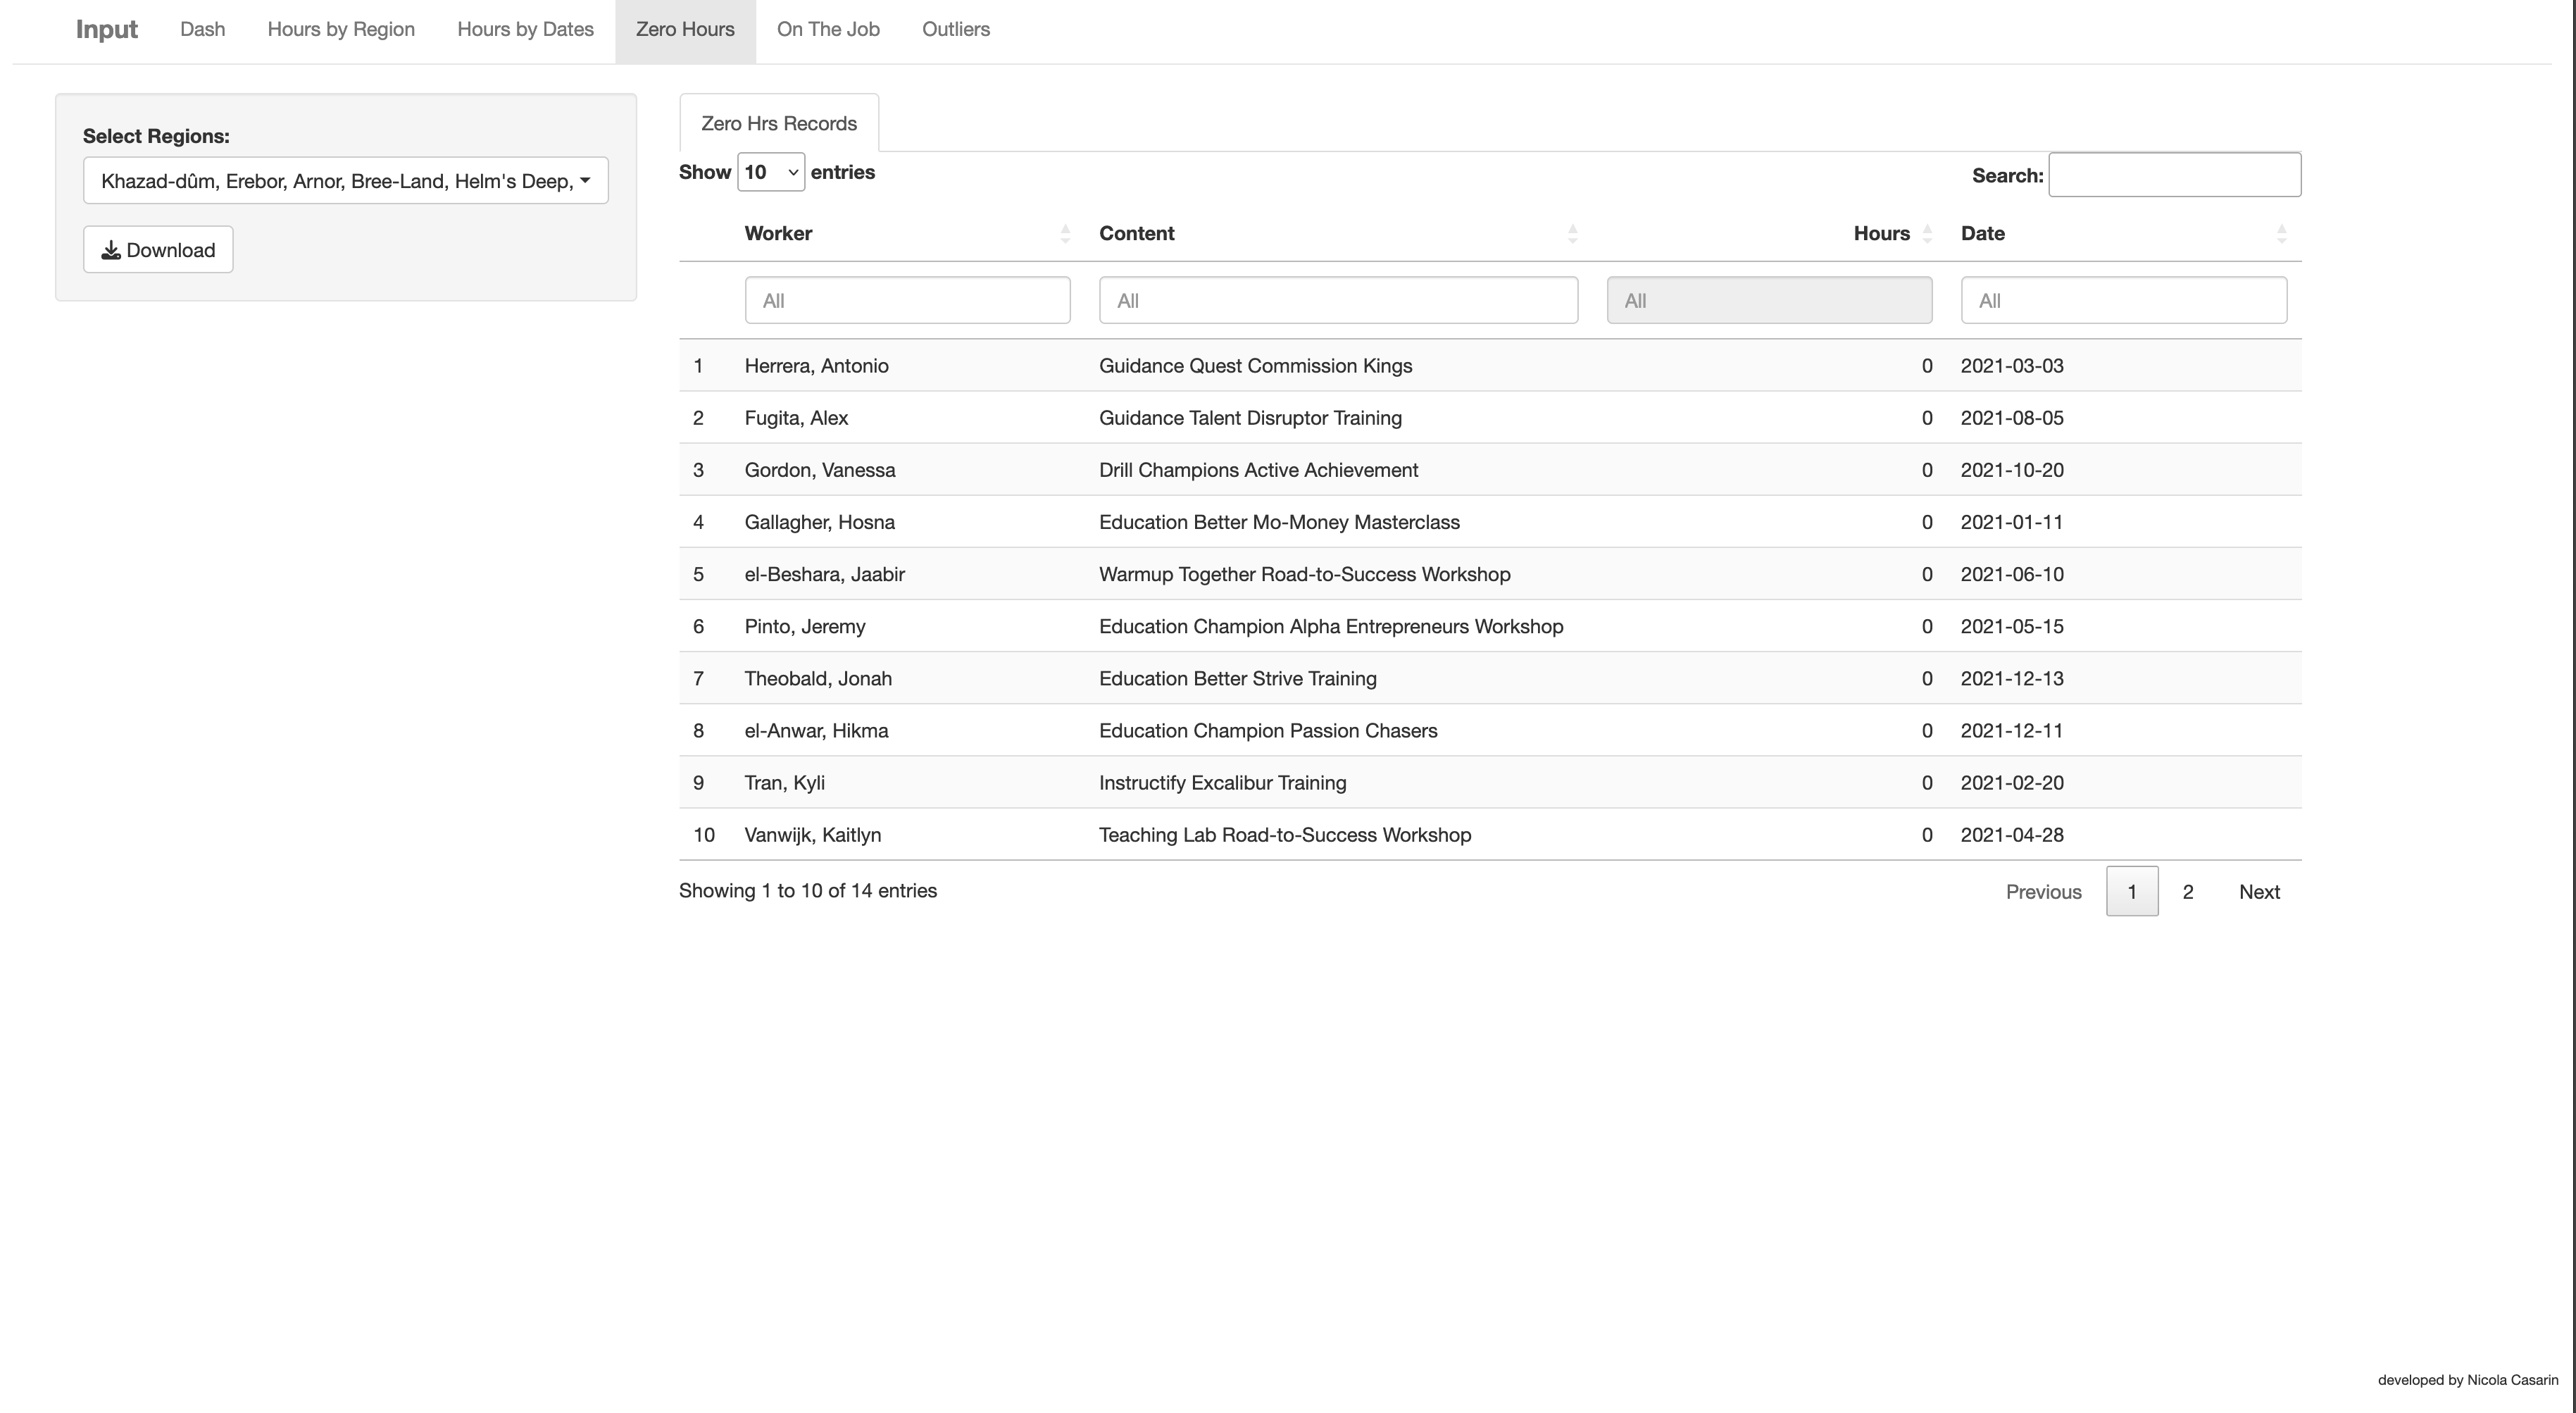 Input Dash Hours by Region Hours by Dates Zero Hours On The Job Outliers
Select Regions:
Khazad-dûm, Erebor, Arnor, Bree-Land, Helm's Deep,
Download
Zero Hrs Records
Show 10 entries
Search:
Worker Content Hours Date
All All All All
1 Herrera, Antonio Guidance Quest Commission Kings 0 2021-03-03
2 Fugita, Alex Guidance Talent Disruptor Training 0 2021-08-05
3 Gordon, Vanessa Drill Champions Active Achievement 0 2021-10-20
4 Gallagher, Hosna Education Better Mo-Money Masterclass 0 2021-01-11
5 el-Beshara, Jaabir Warmup Together Road-to-Success Workshop 0 2021-06-10
6 Pinto, Jeremy Education Champion Alpha Entrepreneurs Workshop 0 2021-05-15
7 Theobald, Jonah Education Better Strive Training 0 2021-12-13
8 el-Anwar, Hikma Education Champion Passion Chasers 0 2021-12-11
9 Tran, Kyli Instructify Excalibur Training 0 2021-02-20
10 Vanwijk, Kaitlyn Teaching Lab Road-to-Success Workshop 0 2021-04-28
Showing 1 to 10 of 14 entries
Previous 1 2 Next
developed by Nicola Casarin